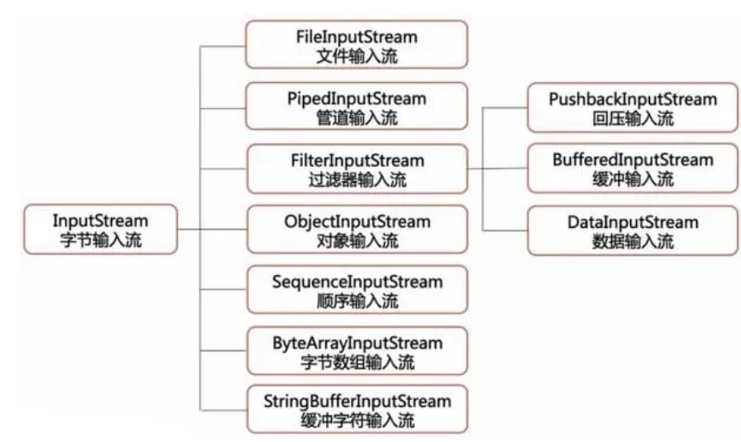 FileInputStream
文件输入流
PipedInputStream
管道输入流
PushbackInputStream
回压输入流
FilterInputStream
过滤器输入流
BufferedInputStream
缓冲输入流
InputStream
字节输入流
ObjectInputStream
对象输入流
DataInputStream
数据输入流
SequenceInputStream
顺序输入流
ByteArrayInputStream
字节数组输入流
StringBufferInputStream
缓冲字符输入流